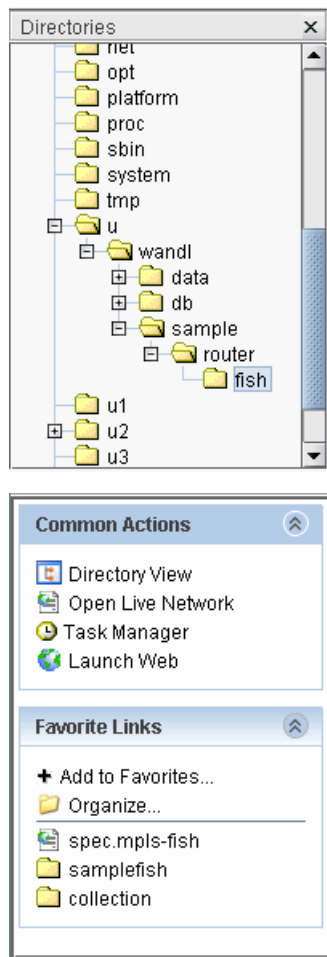 Directories
net
opt
platform
proc
sbin
system
tmp
u
wandl
data
db
sample
router
fish
u1
u2
u3
Common Actions
Directory View
Open Live Network
Task Manager
Launch Web
Favorite Links
Add to Favorites...
Organize...
spec.mpls-fish
samplefish
collection